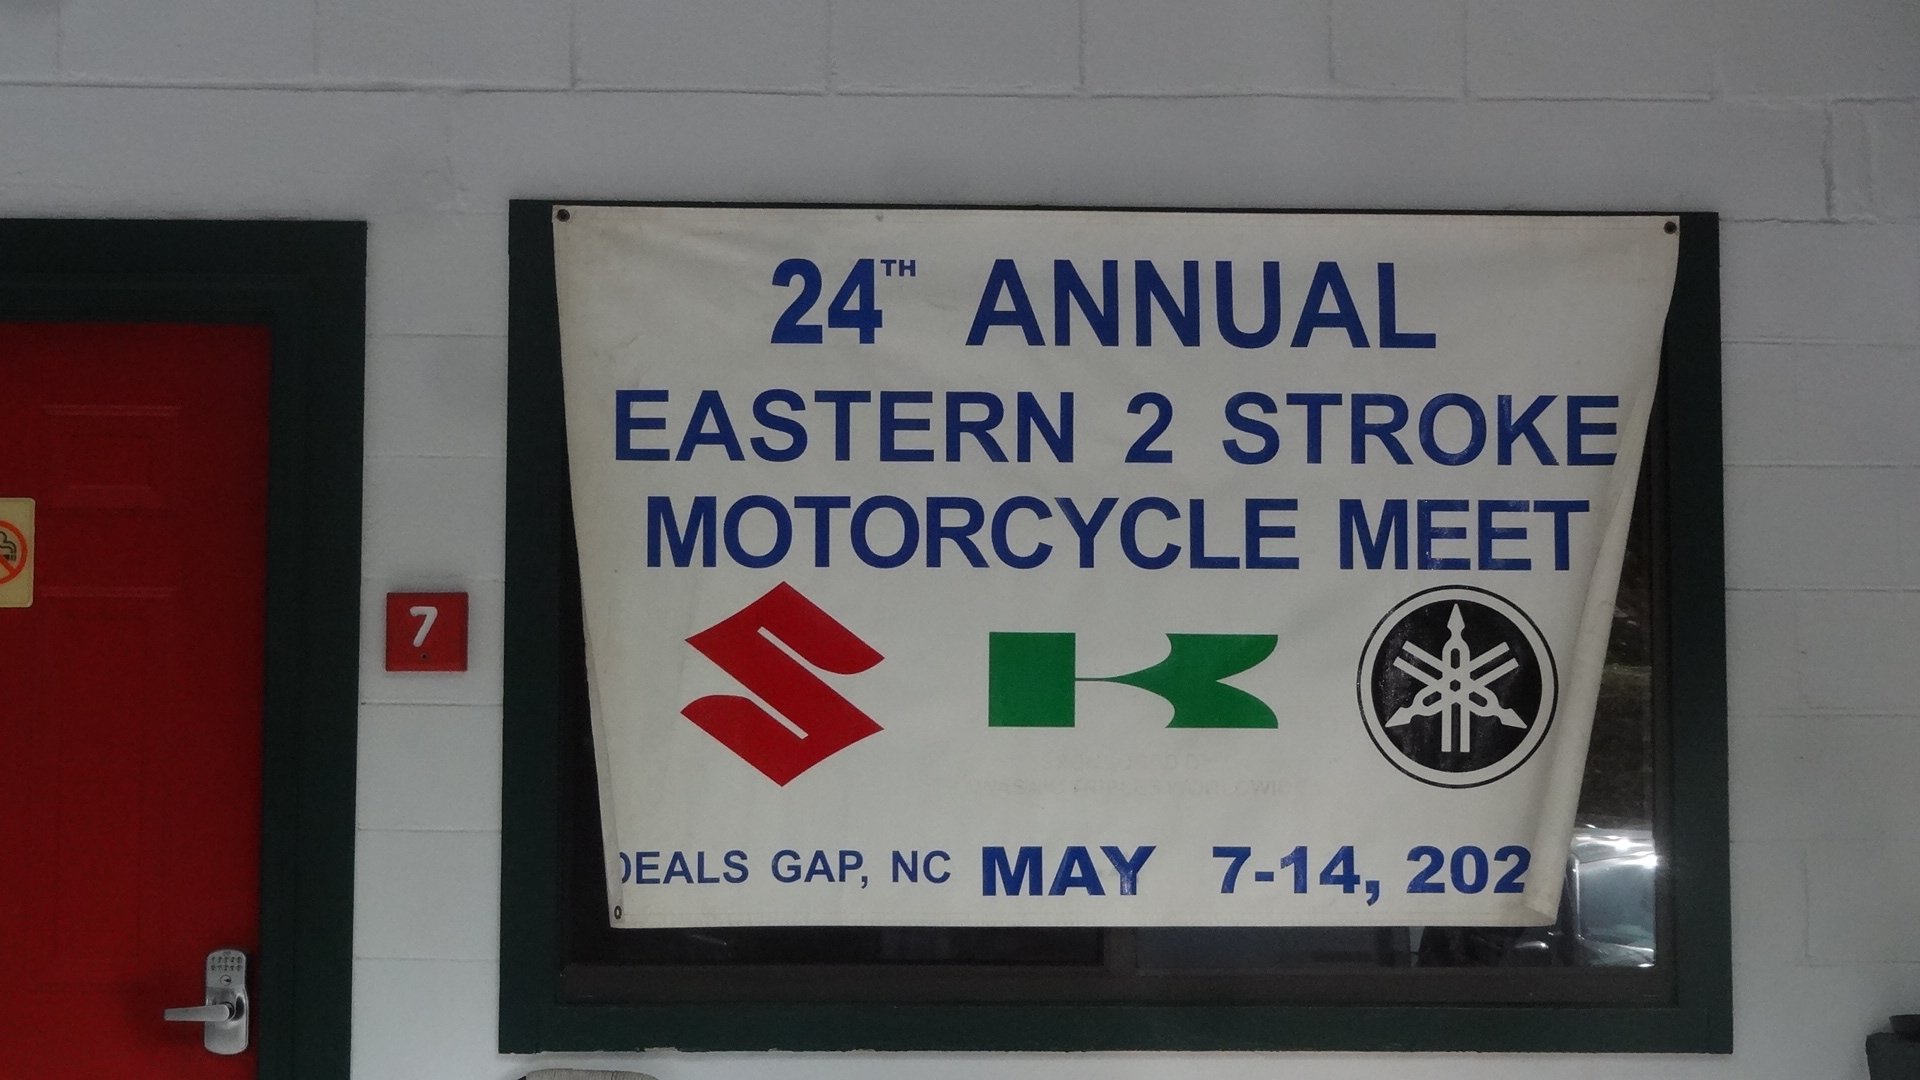 24TH ANNUAL
EASTERN 2 STROKE
MOTORCYCLE MEET
DEALS GAP, NC MAY 7-14, 202
7